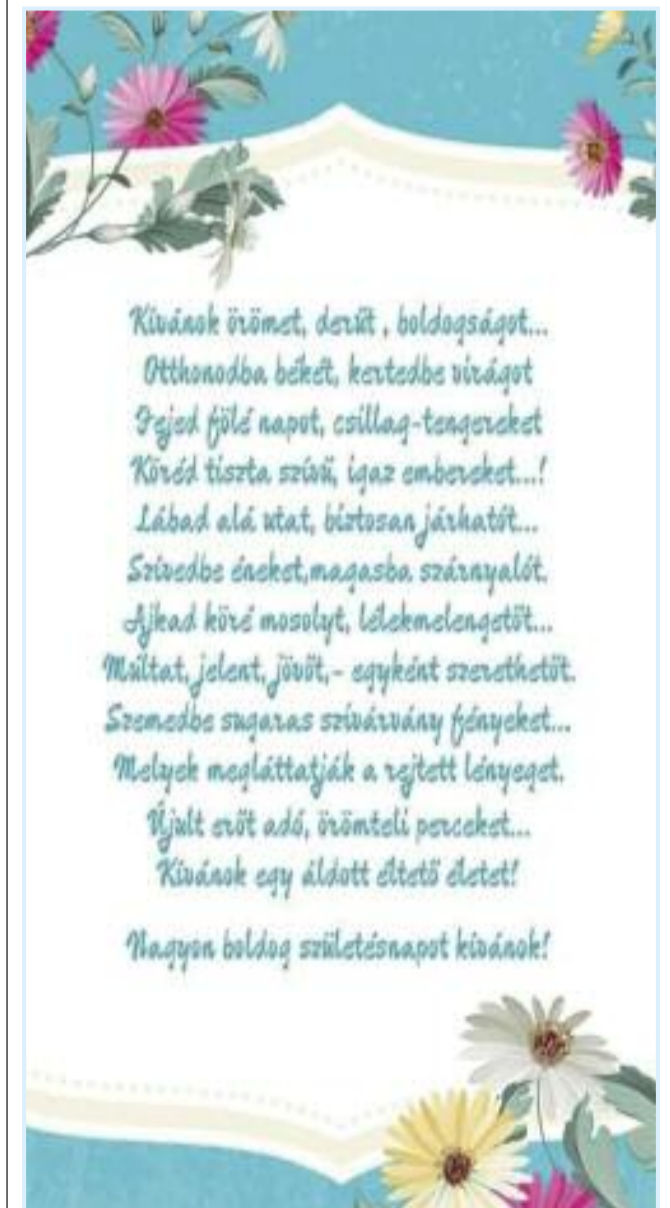 Kívánok örömet, derűt , boldogságot...
Otthonodba békét, kertedbe virágot
Fejed fölé napot, csillag-tengereket
Köréd tiszta szívű, igaz embereket...!
Lábad alá utat, biztosan járhatót...
Szívedbe éneket,magasba szárnyalót.
Ajkad köré mosolyt, lélekmelengetőt...
Múltat, jelent, jövőt,- egyként szerethetőt.
Szemedbe sugaras szivárvány fényeket...
Melyek megláttatják a rejtett lényeget.
Újult erőt adó, örömteli perceket...
Kívánok egy áldott éltető életet!
Nagyon boldog születésnapot kívánok!